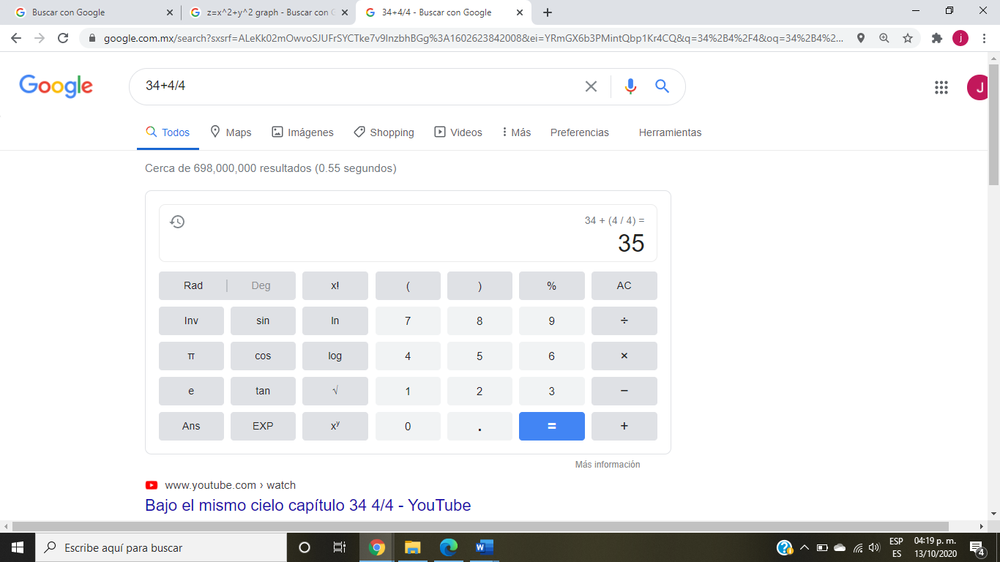 Buscar con Google
z=x^2+y^2 graph - Buscar con G
34+4/4 - Buscar con Google
google.com.mx/search?sxsrf=ALeKk02mOwvoSJUFrSYCTke7v9lnzbhBGg%3A1602623842008&ei=YRmGX6b3PMintQbp1Kr4CQ&q=34%2B4%2F4&oq=34%2B4%2...
j
Google
34+4/4
J
Todos Maps Imágenes Shopping Videos Más Preferencias Herramientas
Cerca de 698,000,000 resultados (0.55 segundos)
34 + (4 / 4) =
35
Rad | Deg x! ( ) % AC
Inv sin ln 7 8 9 ÷
π cos log 4 5 6 ×
e tan √ 1 2 3 −
Ans EXP xʸ 0 . = +
Más información
www.youtube.com › watch
Bajo el mismo cielo capítulo 34 4/4 - YouTube
Escribe aquí para buscar
ESP
ES
04:19 p. m.
13/10/2020
4